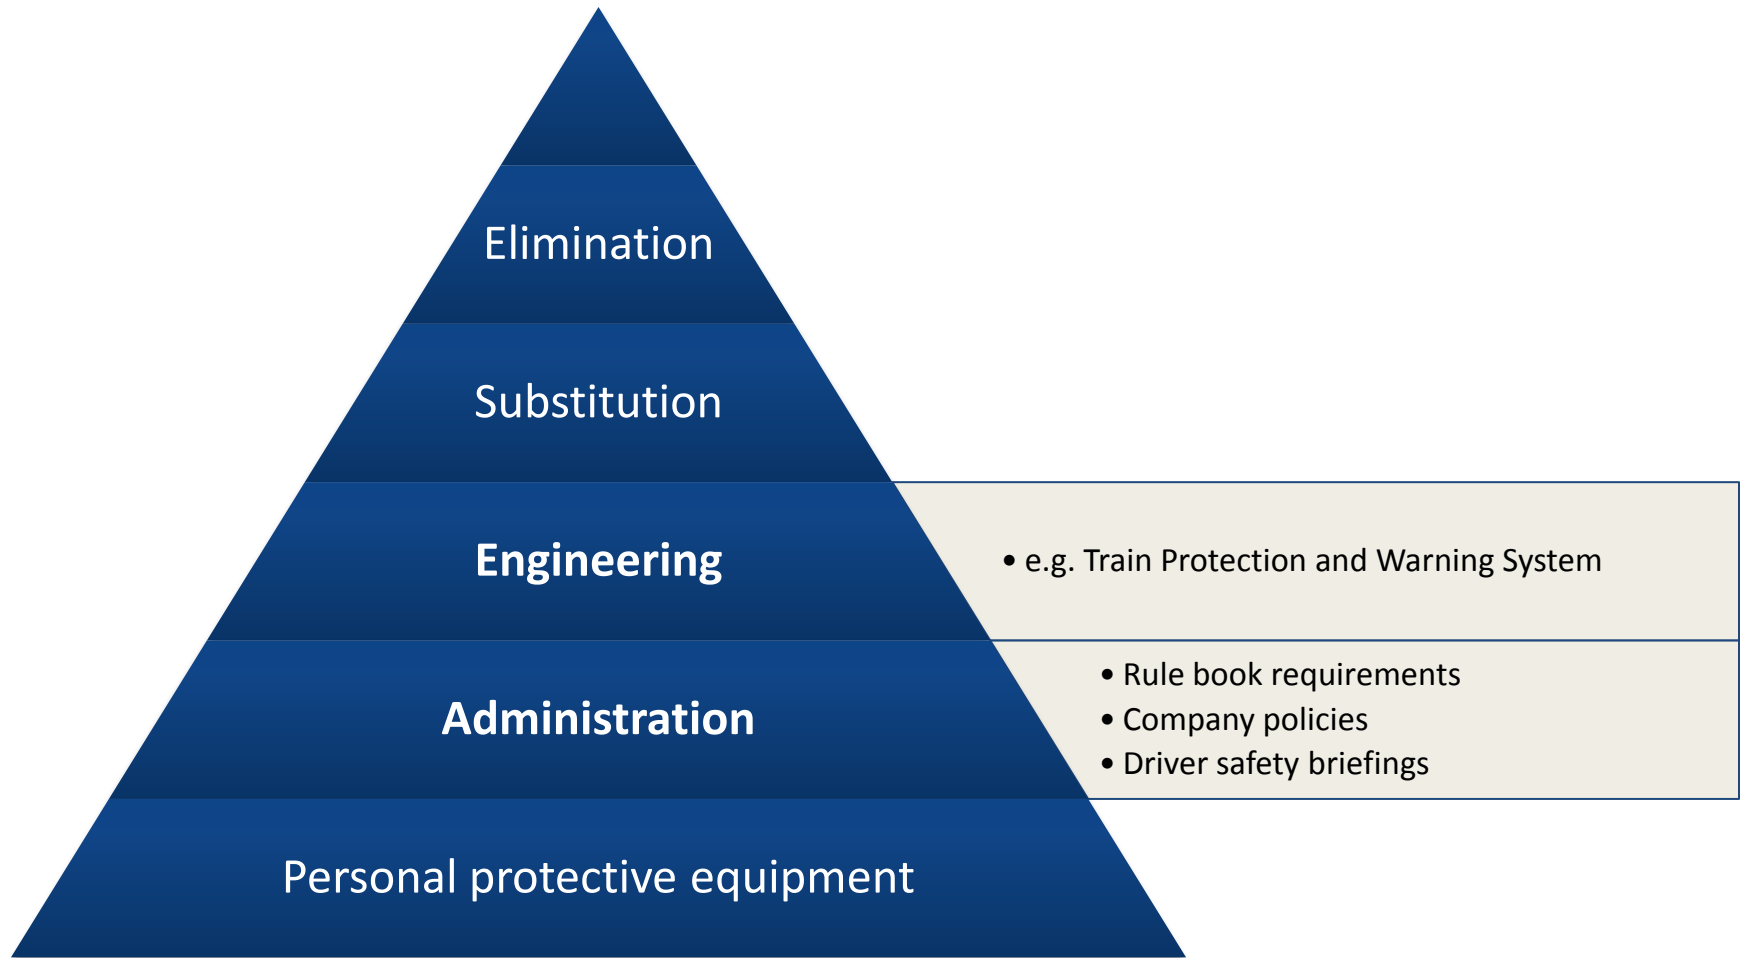 Elimination
Substitution
Engineering
• e.g. Train Protection and Warning System
Administration
• Rule book requirements
• Company policies
• Driver safety briefings
Personal protective equipment